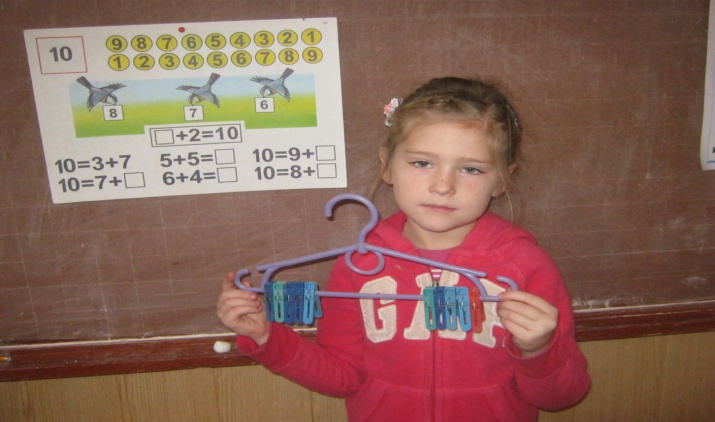 10
9 8 7 6 5 4 3 2 1
1 2 3 4 5 6 7 8 9
8 7 6
□+2=10
10=3+7 5+5=□ 10=9+□
10=7+□ 6+4=□ 10=8+□
GAP